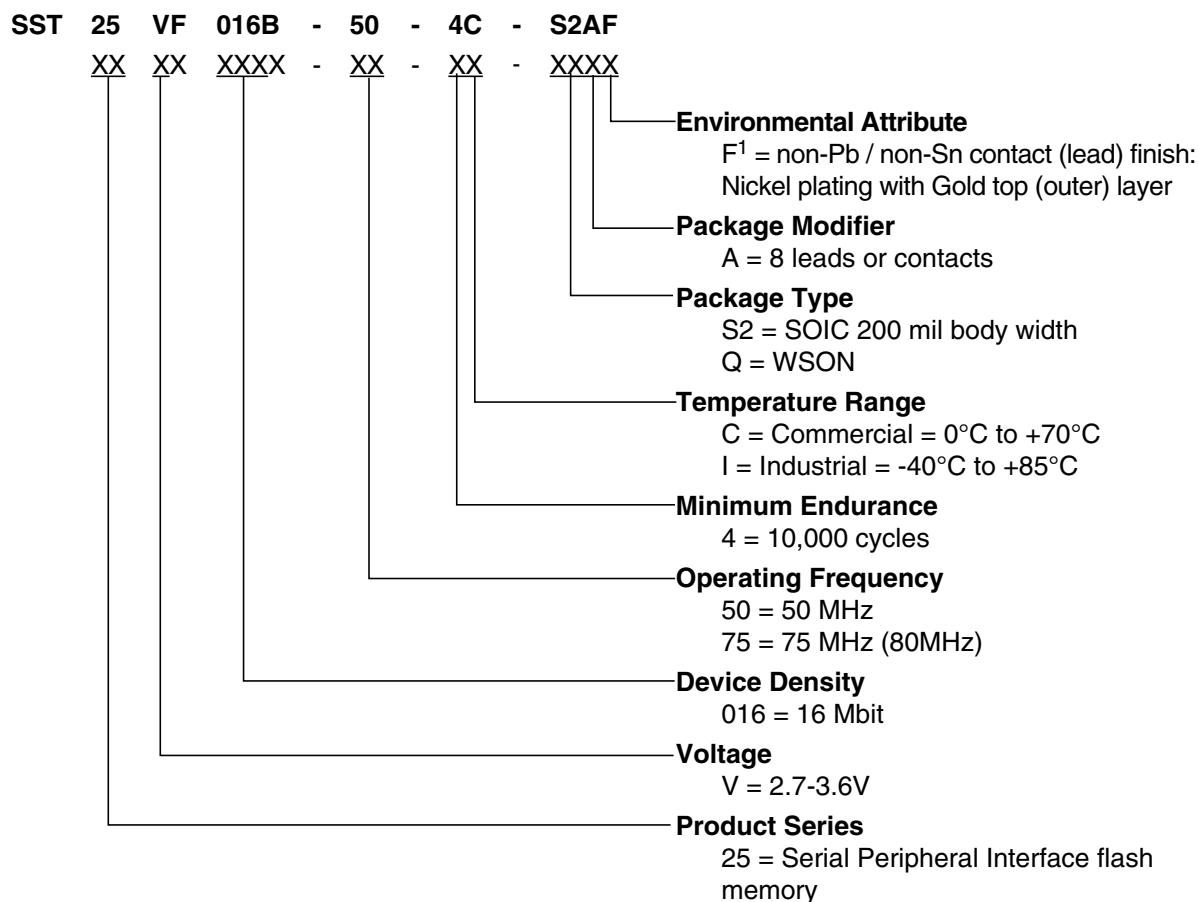 SST 25 VF 016B - 50 - 4C - S2AF
XX XX XXXX - XX - XX - XXXX
Environmental Attribute
F1 = non-Pb / non-Sn contact (lead) finish:
Nickel plating with Gold top (outer) layer
Package Modifier
A = 8 leads or contacts
Package Type
S2 = SOIC 200 mil body width
Q = WSON
Temperature Range
C = Commercial = 0°C to +70°C
I = Industrial = -40°C to +85°C
Minimum Endurance
4 = 10,000 cycles
Operating Frequency
50 = 50 MHz
75 = 75 MHz (80MHz)
Device Density
016 = 16 Mbit
Voltage
V = 2.7-3.6V
Product Series
25 = Serial Peripheral Interface flash
memory